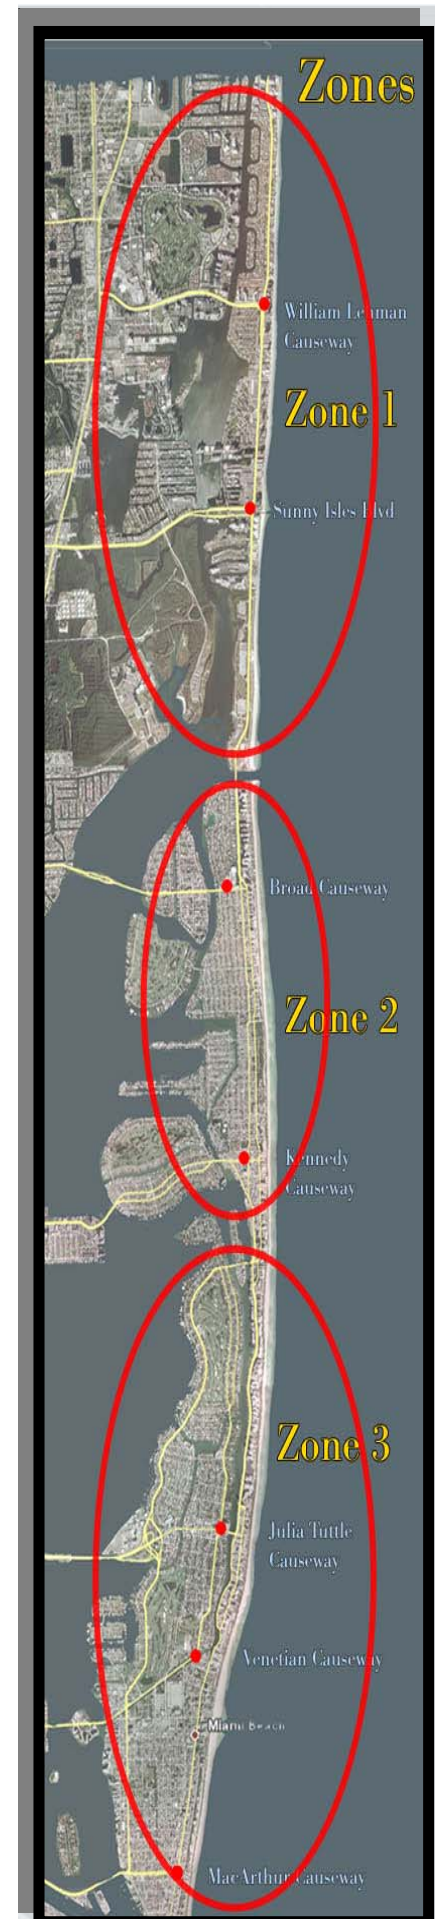 Zones
William Lehman
Causeway
Zone 1
Sunny Isles Blvd
Broad Causeway
Zone 2
Kennedy
Causeway
Zone 3
Julia Tuttle
Causeway
Venetian Causeway
Miami Beach
MacArthur Causeway